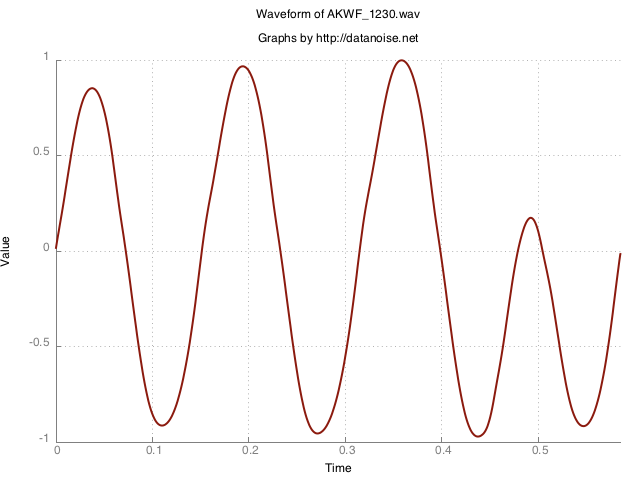 Waveform of AKWF_1230.wav
Graphs by http://datanoise.net
1
0.5
0
-0.5
-1
Value
0 0.1 0.2 0.3 0.4 0.5
Time